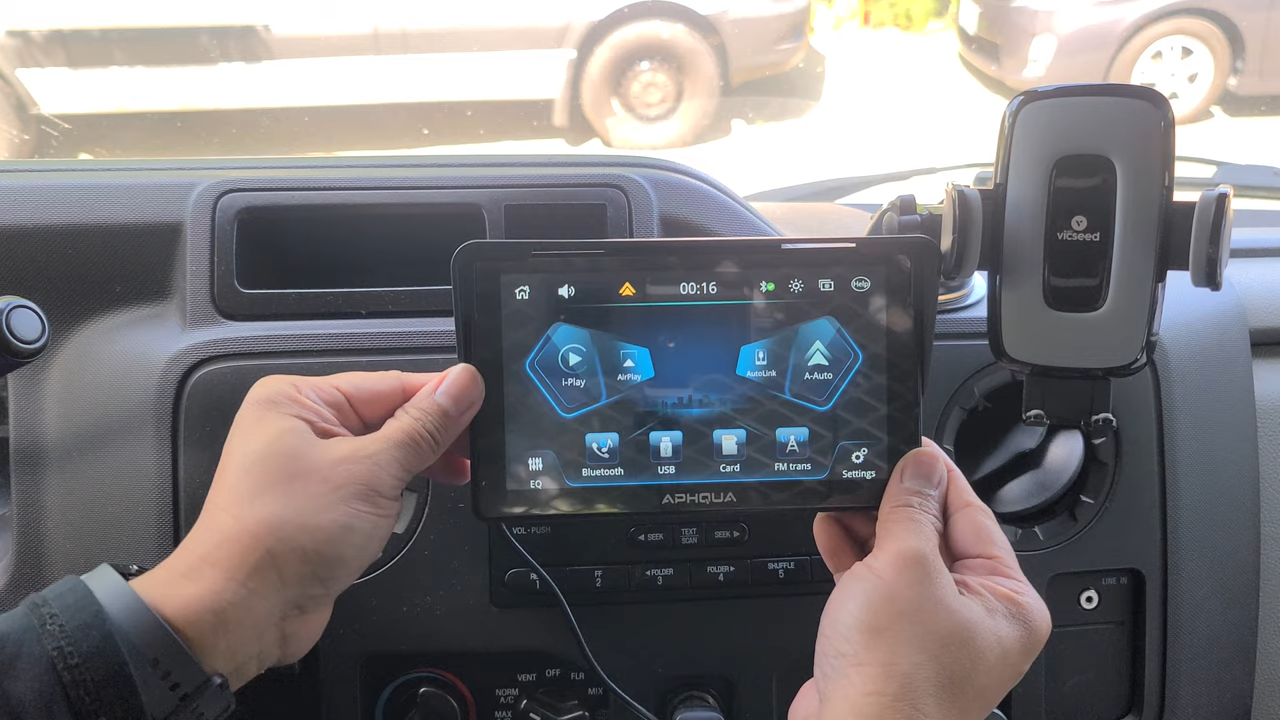 vicseed
00:16
Help
i-Play
AirPlay
AutoLink
A-Auto
Bluetooth
USB
Card
FM trans
EQ
Settings
APHQUA
VOL·PUSH
◄ SEEK
TEXT
SCAN
SEEK ►
FF
2
◄FOLDER
3
FOLDER►
4
SHUFFLE
5
1
LINE IN
VENT
OFF
FLR
MIX
NORM
A/C
MAX